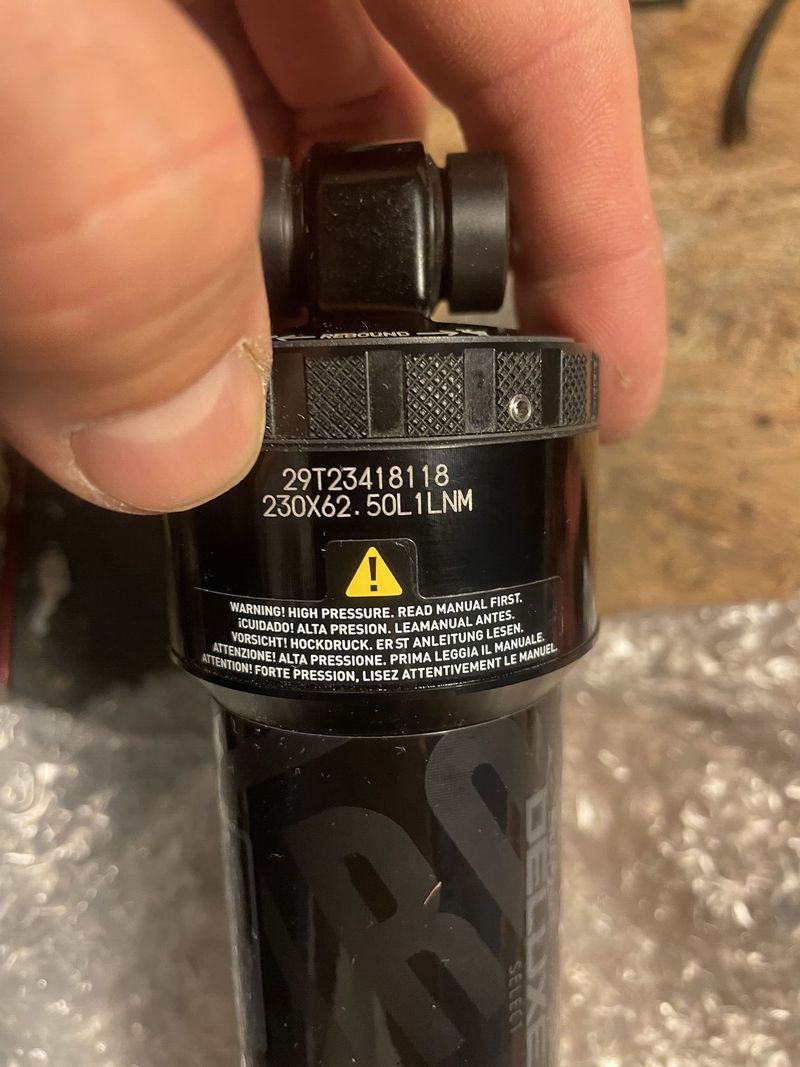 REBOUND
29T23418118
230X62.50L1LNM
WARNING! HIGH PRESSURE. READ MANUAL FIRST.
¡CUIDADO! ALTA PRESION. LEAMANUAL ANTES.
VORSICHT! HOCKDRUCK. ERST ANLEITUNG LESEN.
ATTENZIONE! ALTA PRESSIONE. PRIMA LEGGIA IL MANUALE.
ATTENTION! FORTE PRESSION, LISEZ ATTENTIVEMENT LE MANUEL.
DELUXE
SELECT